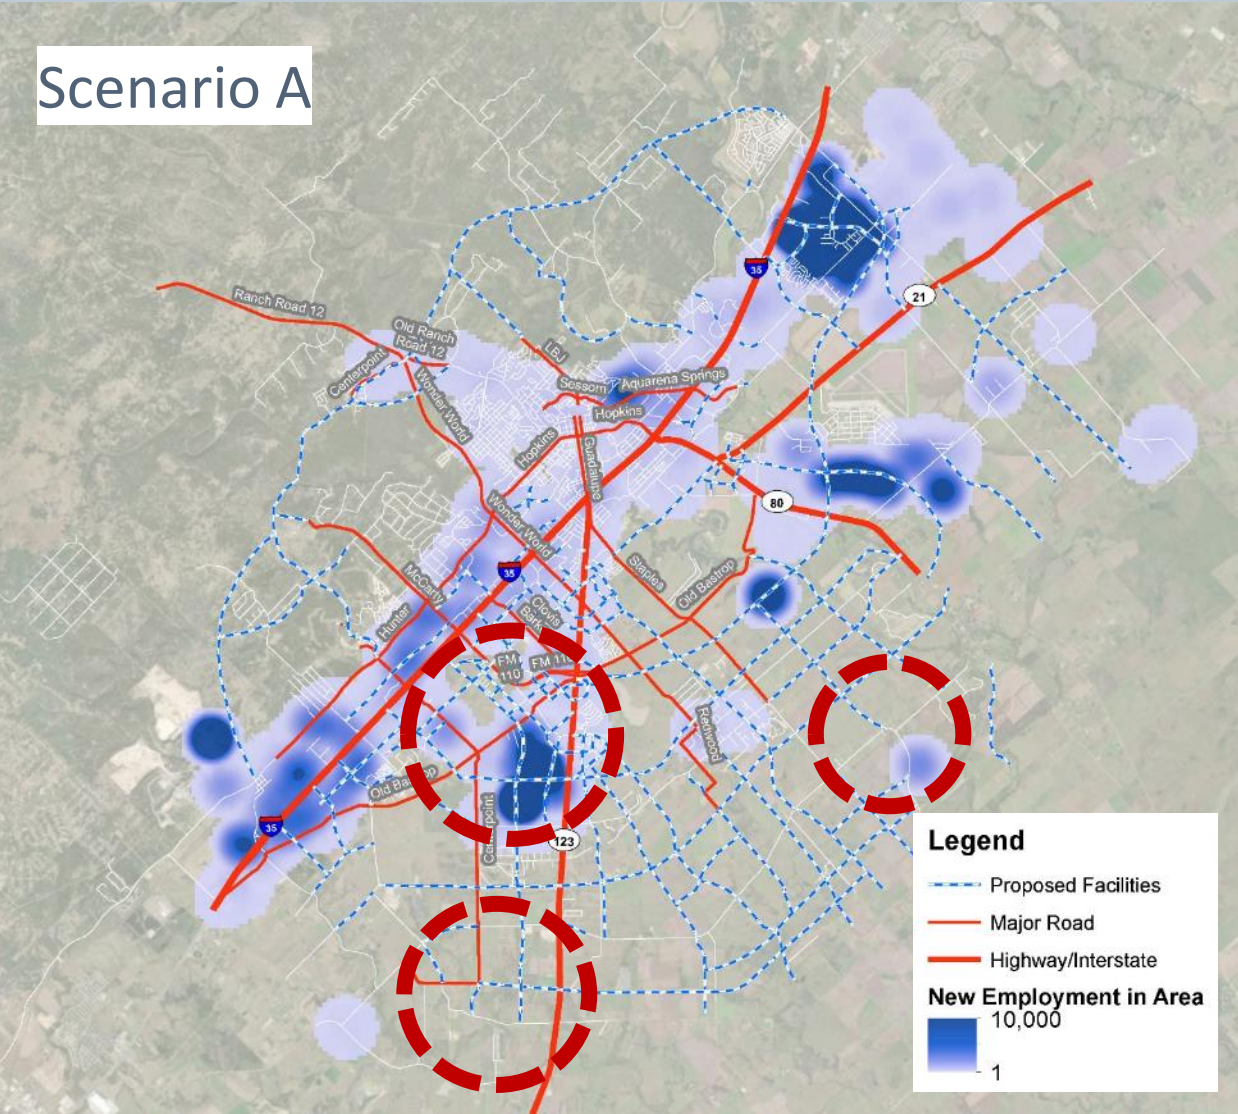 Scenario A
35
21
Ranch Road 12
Old Ranch
Road 12
Centerpoint
LBJ
Sessom
Aquarena Springs
Wonder World
Hopkins
Hopkins
Guadalupe
80
Wonder World
35
Staples
Old Bastrop
McCarty
Hunter
Clovis
Bark
FM
110
FM 110
Redwood
Old Bastrop
35
Centerpoint
123
Legend
Proposed Facilities
Major Road
Highway/Interstate
New Employment in Area
10,000
1